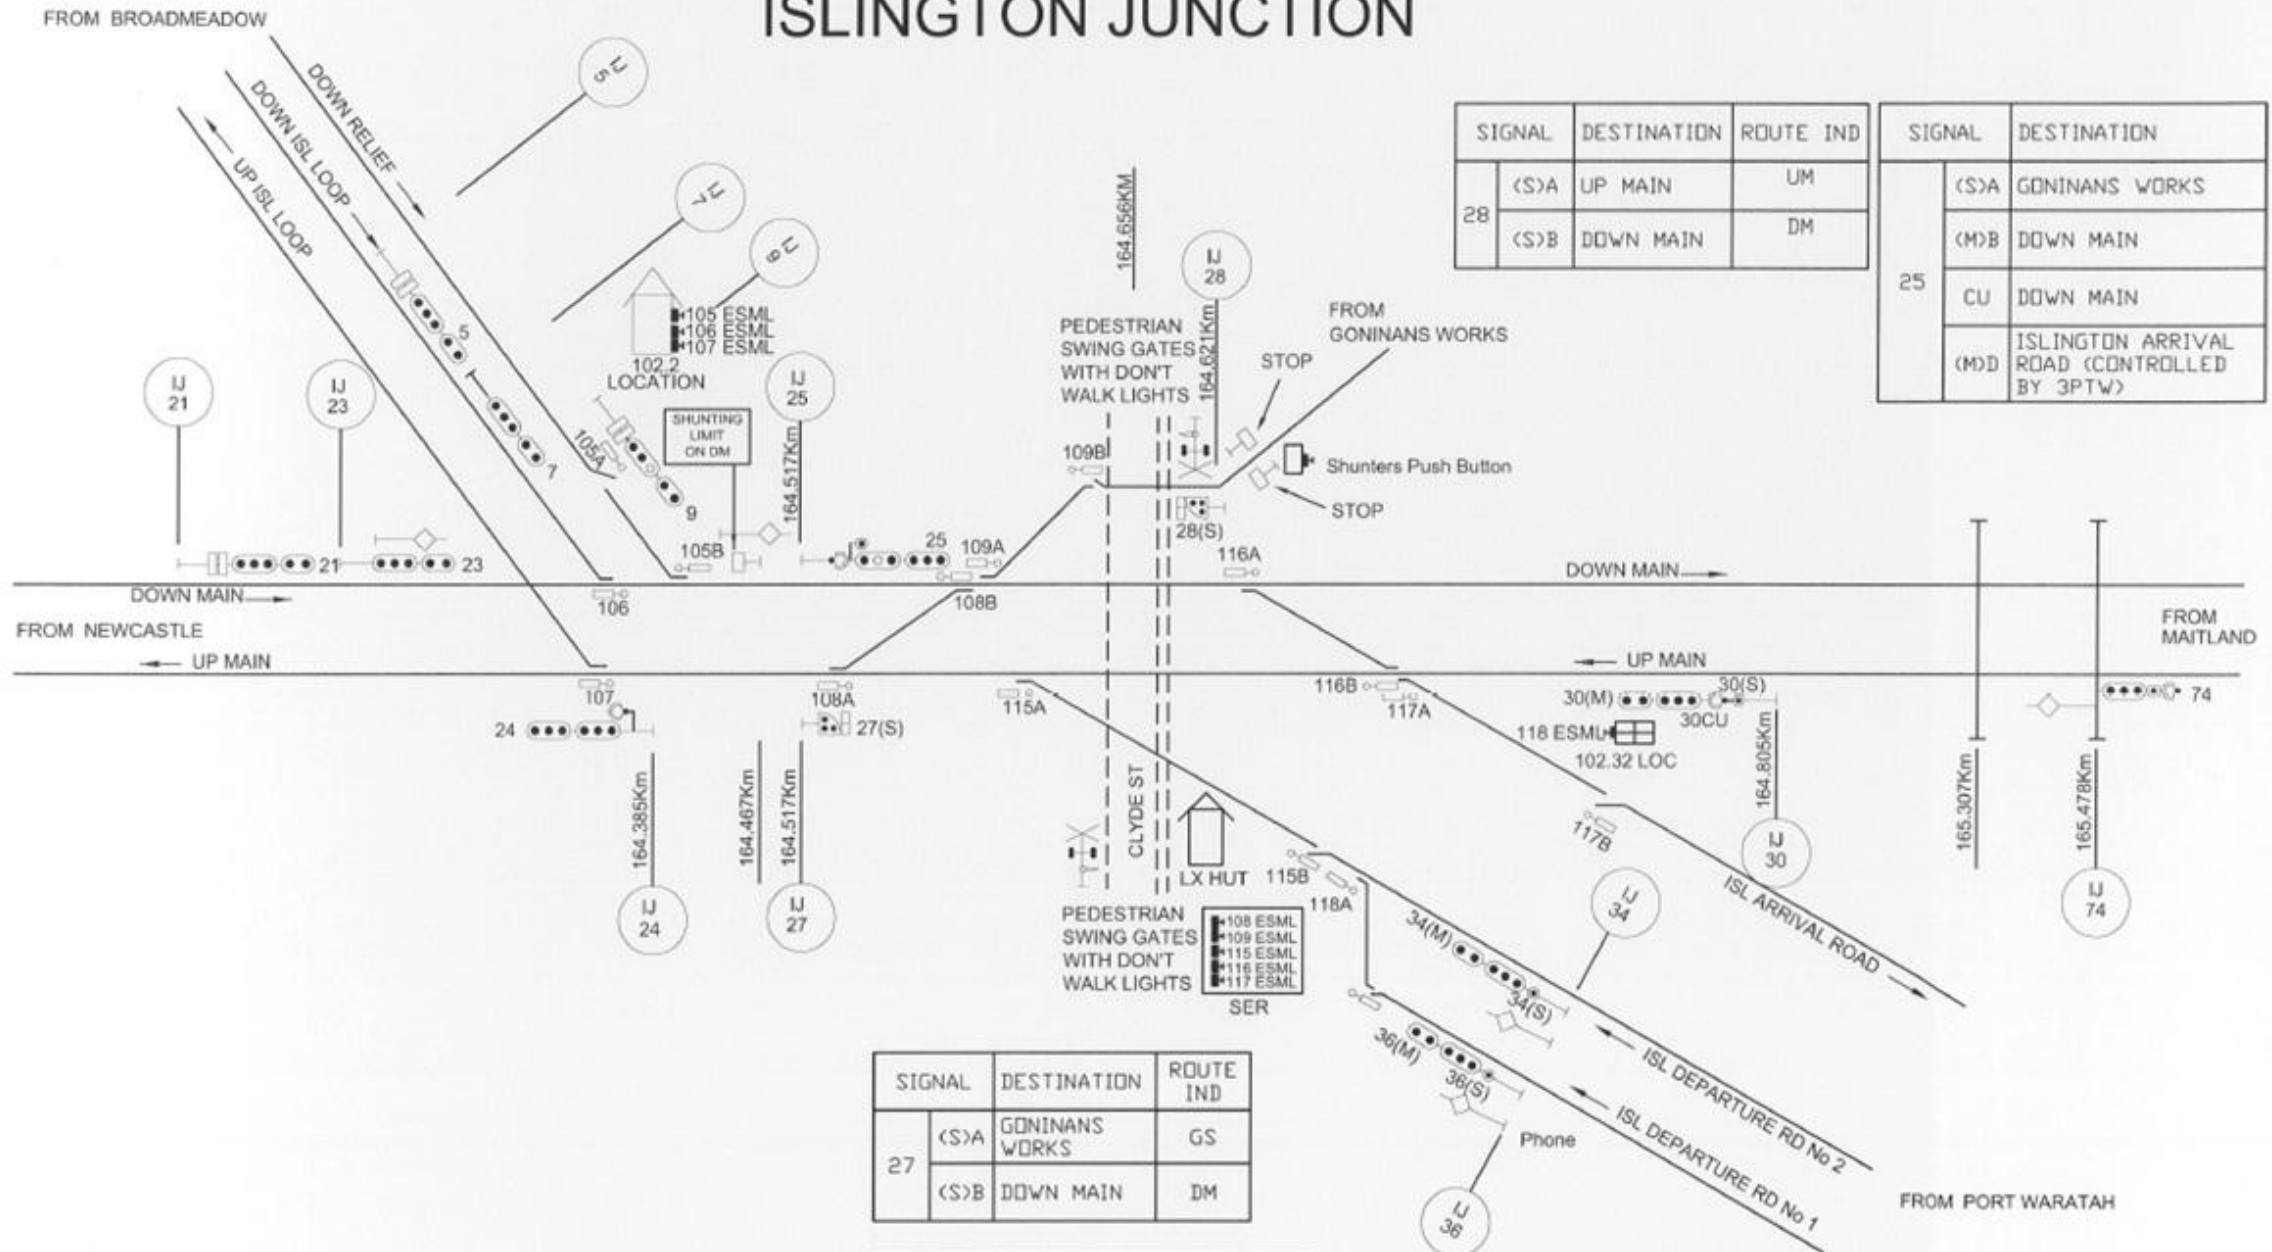 ISLINGTON JUNCTION
FROM BROADMEADOW
DOWN RELIEF
DOWN ISL LOOP
UP ISL LOOP
IJ
5
IJ
7
IJ
9
105 ESML
106 ESML
107 ESML
102.2
LOCATION
5
7
9
105A
SHUNTING
LIMIT
ON DM
IJ
21
IJ
23
IJ
25
164.517Km
21
23
105B
25
109A
106
108B
DOWN MAIN
FROM NEWCASTLE
UP MAIN
164.656KM
IJ
28
164.621Km
PEDESTRIAN
SWING GATES
WITH DON'T
WALK LIGHTS
FROM
GONINANS WORKS
STOP
109B
Shunters Push Button
STOP
28(S)
116A
DOWN MAIN
FROM
MAITLAND
UP MAIN
SIGNAL DESTINATION ROUTE IND
28
(S)A UP MAIN UM
(S)B DOWN MAIN DM
SIGNAL DESTINATION
25
(S)A GONINANS WORKS
(M)B DOWN MAIN
CU DOWN MAIN
(M)D ISLINGTON ARRIVAL
ROAD (CONTROLLED
BY 3PTW)
107
108A
115A
116B
117A
24
27(S)
30(M)
30(S)
30CU
118 ESML
102.32 LOC
74
164.385Km
164.467Km
164.517Km
164.805Km
165.307Km
165.478Km
IJ
24
IJ
27
IJ
30
IJ
74
CLYDE ST
LX HUT
115B
118A
117B
ISL ARRIVAL ROAD
PEDESTRIAN
SWING GATES
WITH DON'T
WALK LIGHTS
108 ESML
109 ESML
115 ESML
116 ESML
117 ESML
SER
IJ
34
34(M)
34(S)
36(M)
36(S)
ISL DEPARTURE RD No 2
ISL DEPARTURE RD No 1
Phone
IJ
36
FROM PORT WARATAH
SIGNAL DESTINATION ROUTE
IND
27
(S)A GONINANS
WORKS GS
(S)B DOWN MAIN DM